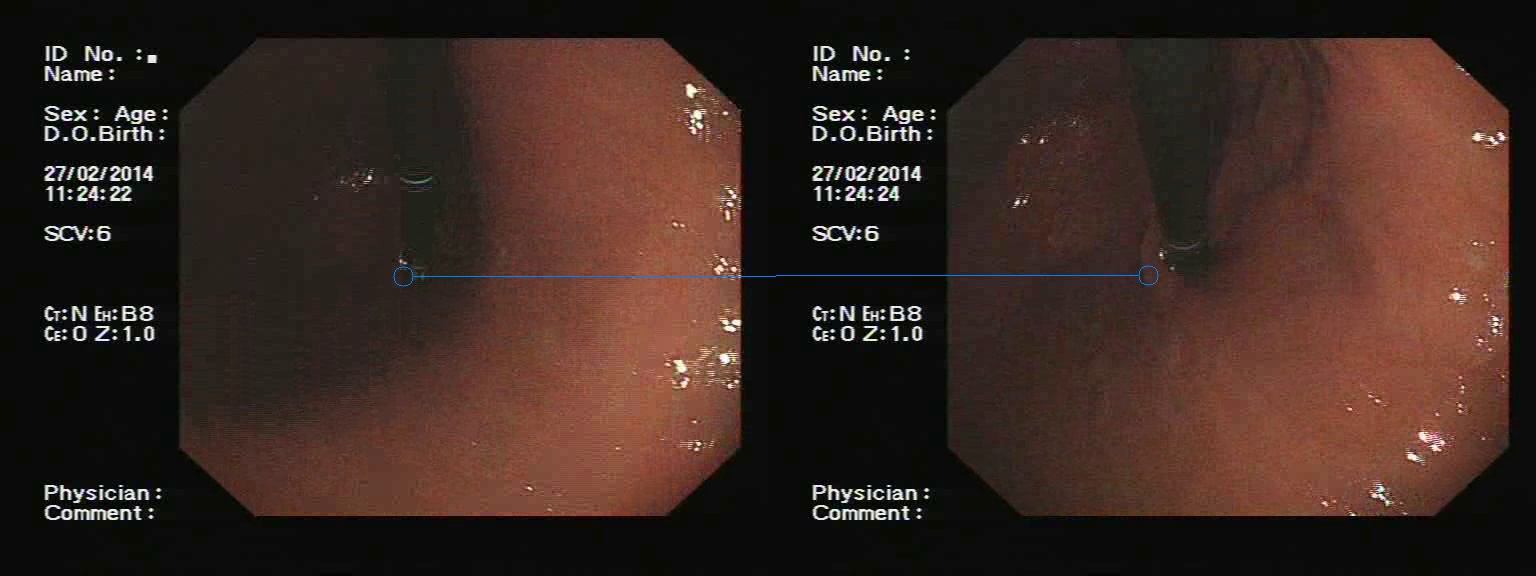 ID No. :
Name:
Sex: Age:
D.O.Birth:
27/02/2014
11:24:22
SCV:6
CT:N EH:B8
CE:0 Z:1.0
Physician:
Comment:
ID No. :
Name:
Sex: Age:
D.O.Birth:
27/02/2014
11:24:24
SCV:6
CT:N EH:B8
CE:0 Z:1.0
Physician:
Comment: